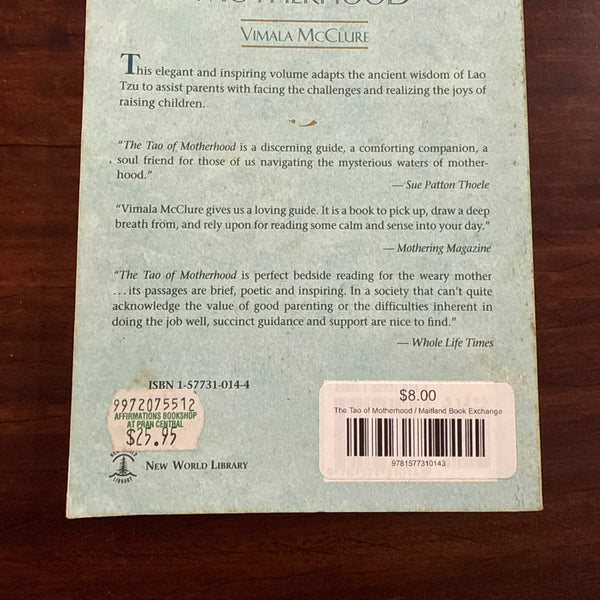 MOTHERHOOD
VIMALA MCCLURE
This elegant and inspiring volume adapts the ancient wisdom of Lao
Tzu to assist parents with facing the challenges and realizing the joys of
raising children.
"The Tao of Motherhood is a discerning guide, a comforting companion, a
soul friend for those of us navigating the mysterious waters of mother-
hood."
— Sue Patton Thoele
"Vimala McClure gives us a loving guide. It is a book to pick up, draw a deep
breath from, and rely upon for reading some calm and sense into your day."
— Mothering Magazine
"The Tao of Motherhood is perfect bedside reading for the weary mother
...its passages are brief, poetic and inspiring. In a society that can't quite
acknowledge the value of good parenting or the difficulties inherent in
doing the job well, succinct guidance and support are nice to find."
— Whole Life Times
ISBN 1-57731-014-4
9972075512
AFFIRMATIONS BOOKSHOP
AT PRAN CENTRAL
$25.95
LIBRARY
NEW WORLD LIBRARY
$8.00
The Tao of Motherhood / Maitland Book Exchange
9781577310143